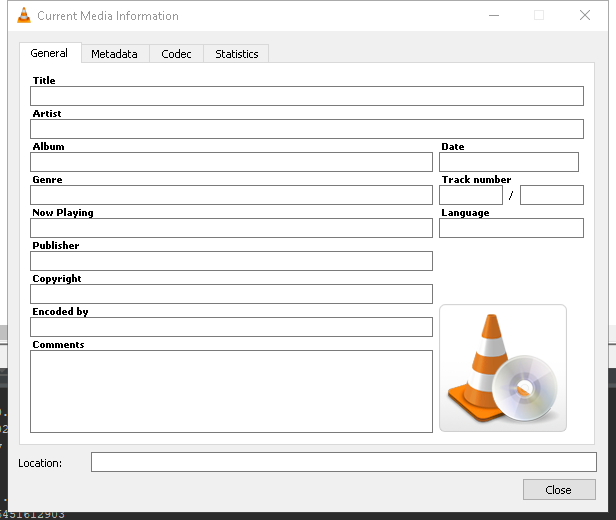 Current Media Information
General Metadata Codec Statistics
Title
Artist
Album Date
Genre Track number
/
Now Playing Language
Publisher
Copyright
Encoded by
Comments
Location:
Close
451612903